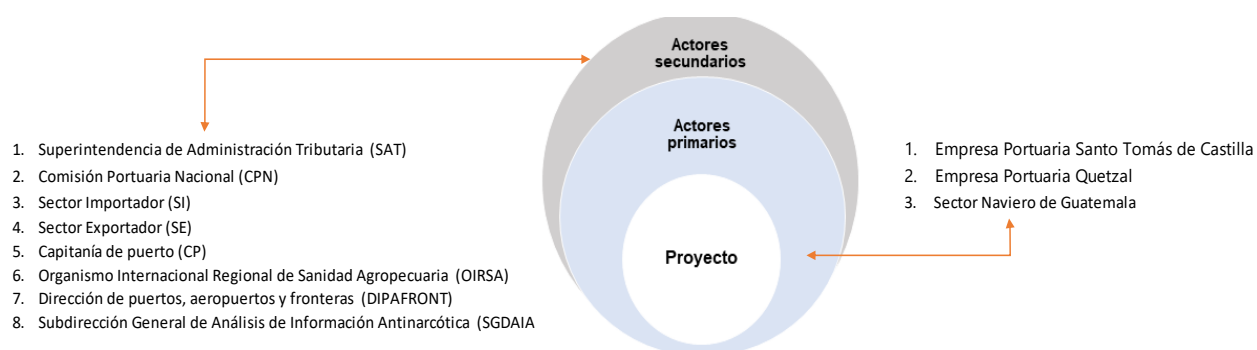 Actores
secundarios
Actores
primarios
Proyecto
1. Superintendencia de Administración Tributaria (SAT)
2. Comisión Portuaria Nacional (CPN)
3. Sector Importador (SI)
4. Sector Exportador (SE)
5. Capitanía de puerto (CP)
6. Organismo Internacional Regional de Sanidad Agropecuaria (OIRSA)
7. Dirección de puertos, aeropuertos y fronteras (DIPAFRONT)
8. Subdirección General de Análisis de Información Antinarcótica (SGDAIA
1. Empresa Portuaria Santo Tomás de Castilla
2. Empresa Portuaria Quetzal
3. Sector Naviero de Guatemala